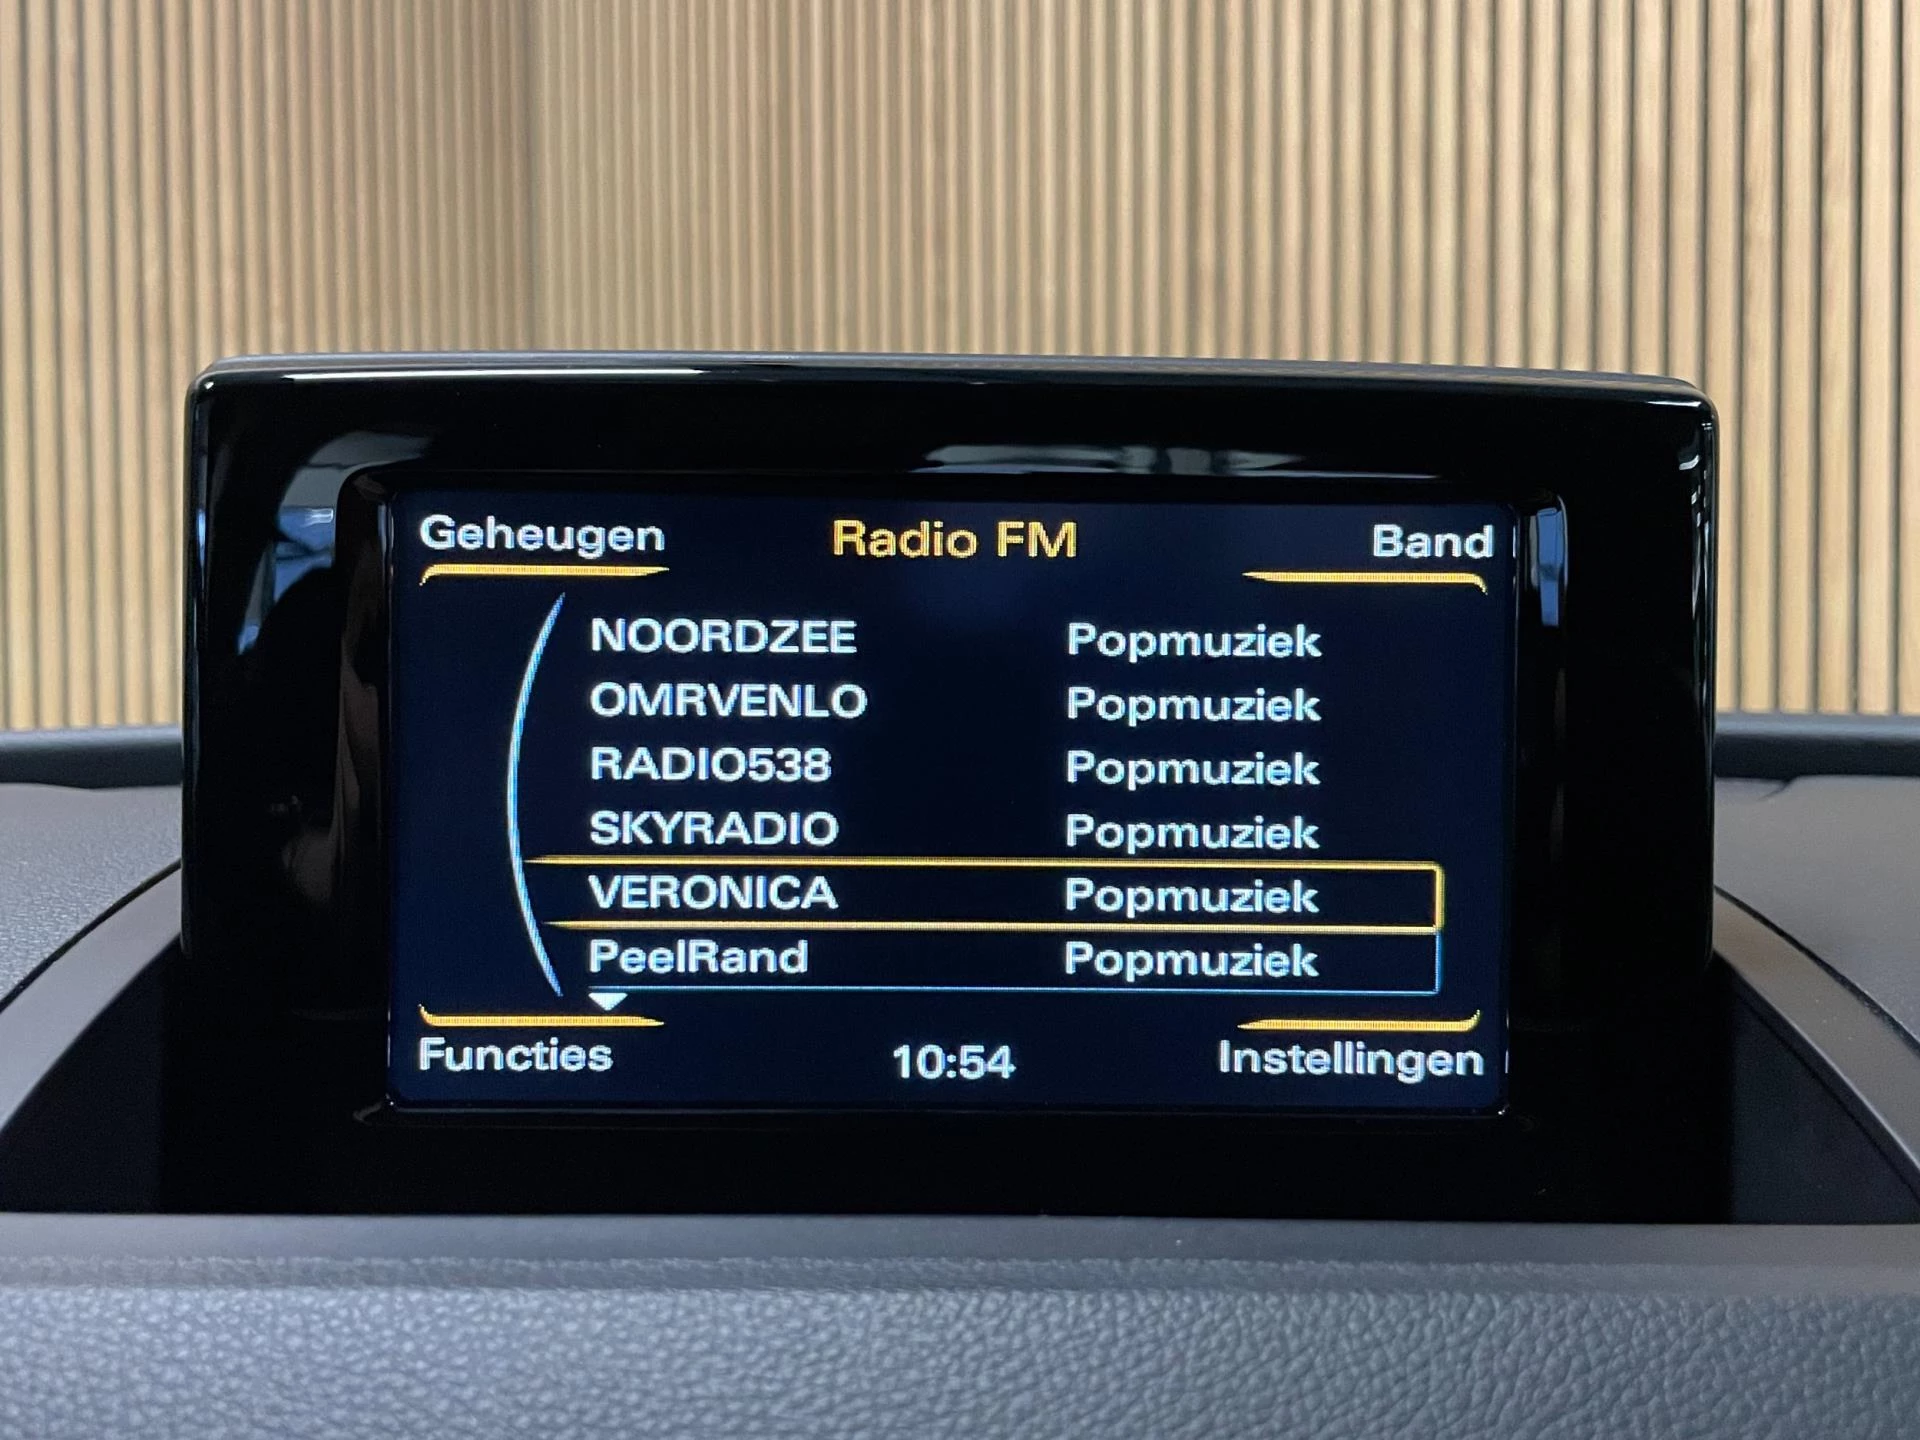 Geheugen Radio FM Band
NOORDZEE Popmuziek
OMRVENLO Popmuziek
RADIO538 Popmuziek
SKYRADIO Popmuziek
VERONICA Popmuziek
PeelRand Popmuziek
Functies 10:54 Instellingen